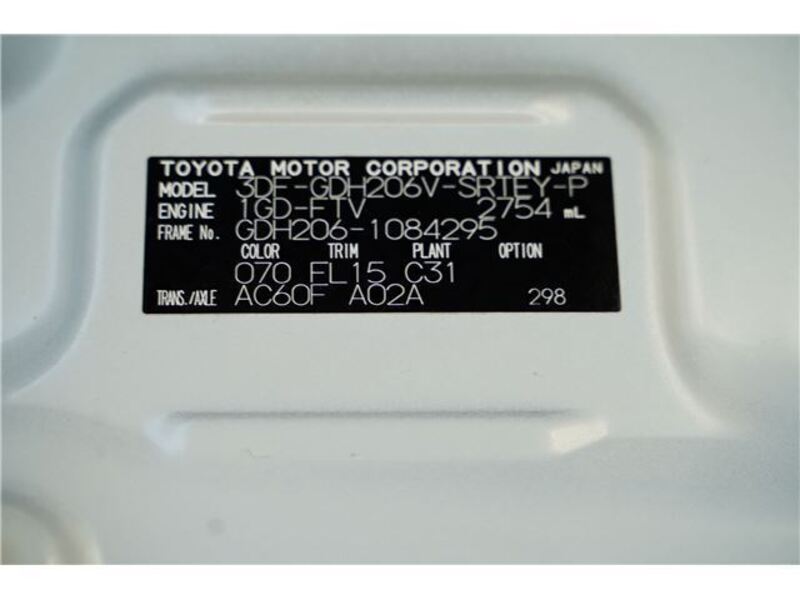 TOYOTA MOTOR CORPORATION JAPAN
MODEL 3DF-GDH206V-SRTEY-P
ENGINE 1GD-FTV 2754 mL
FRAME No. GDH206-1084295
COLOR TRIM PLANT OPTION
070 FL15 C31
TRANS./AXLE AC60F A02A 298